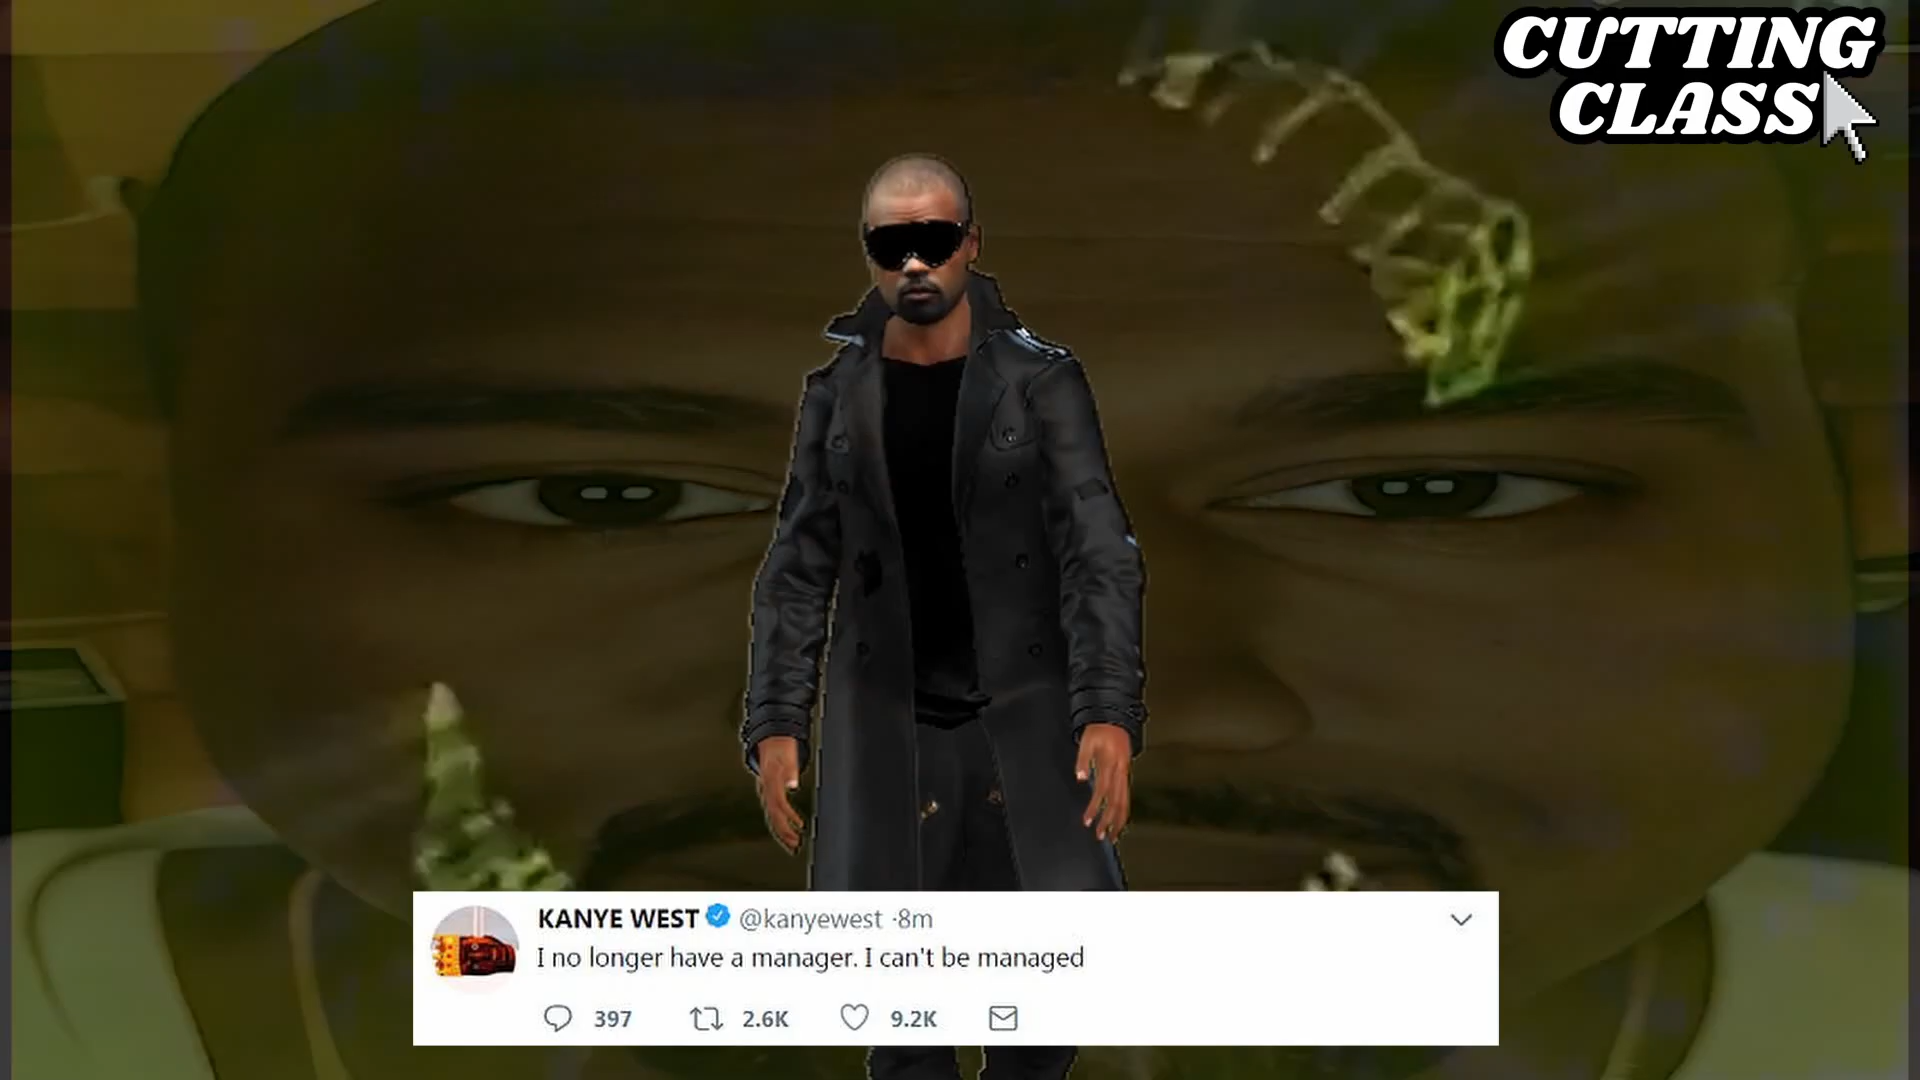 CUTTING
CLASS
KANYE WEST @kanyewest ·8m
I no longer have a manager. I can't be managed
397 2.6K 9.2K